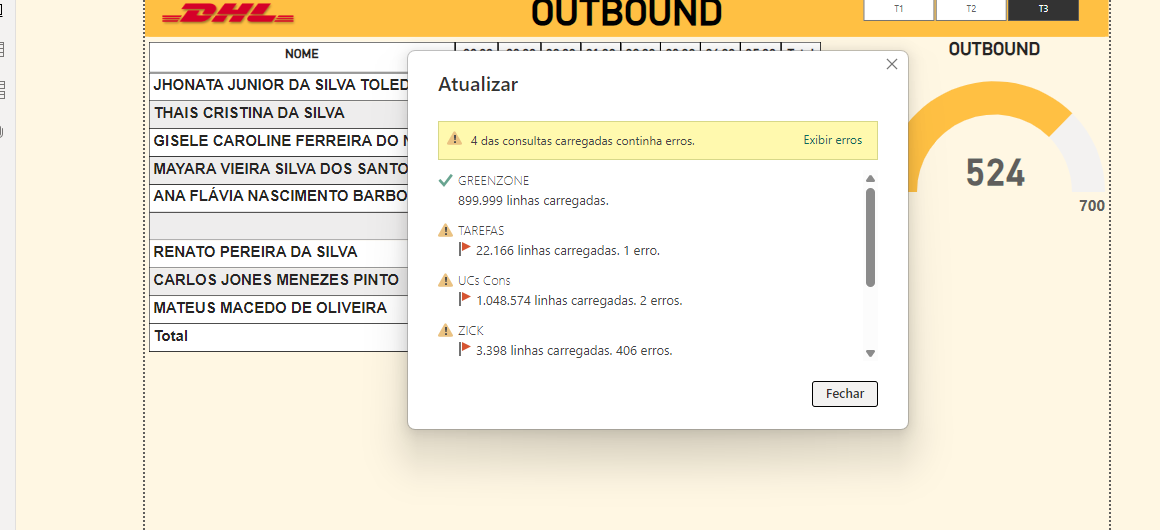 DHL
OUTBOUND
T1
T2
T3
NOME
OUTBOUND
JHONATA JUNIOR DA SILVA TOLED
THAIS CRISTINA DA SILVA
GISELE CAROLINE FERREIRA DO
MAYARA VIEIRA SILVA DOS SANTO
ANA FLÁVIA NASCIMENTO BARBO
RENATO PEREIRA DA SILVA
CARLOS JONES MENEZES PINTO
MATEUS MACEDO DE OLIVEIRA
Total
524
700
Atualizar
4 das consultas carregadas continha erros.
Exibir erros
GREENZONE
899.999 linhas carregadas.
TAREFAS
22.166 linhas carregadas. 1 erro.
UCs Cons
1.048.574 linhas carregadas. 2 erros.
ZICK
3.398 linhas carregadas. 406 erros.
Fechar